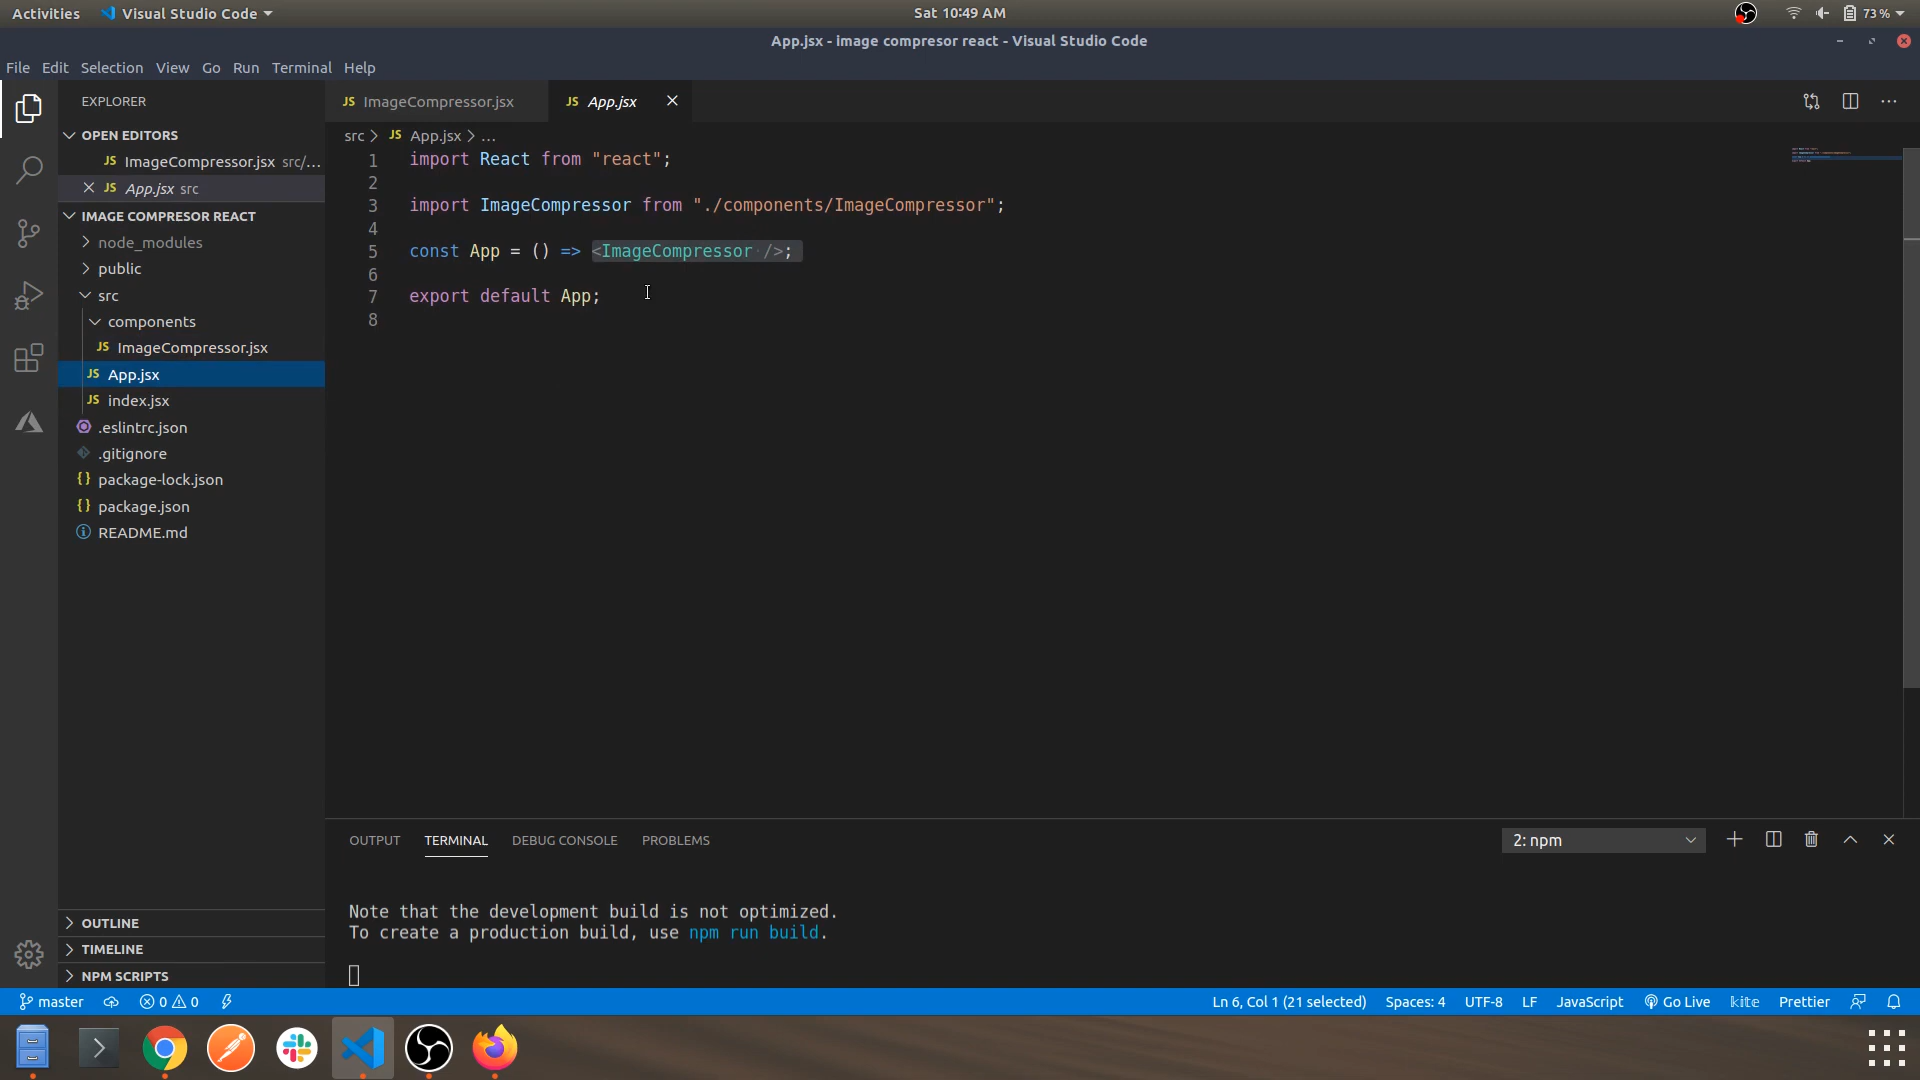 Activities Visual Studio Code Sat 10:49 AM 73 %
App.jsx - image compresor react - Visual Studio Code
File Edit Selection View Go Run Terminal Help
EXPLORER
OPEN EDITORS
JS ImageCompressor.jsx src/...
JS App.jsx src
IMAGE COMPRESOR REACT
node_modules
public
src
components
JS ImageCompressor.jsx
JS App.jsx
JS index.jsx
.eslintrc.json
.gitignore
{} package-lock.json
{} package.json
README.md
OUTLINE
TIMELINE
NPM SCRIPTS
JS ImageCompressor.jsx JS App.jsx
src > JS App.jsx > ...
1 import React from "react";
2
3 import ImageCompressor from "./components/ImageCompressor";
4
5 const App = () => <ImageCompressor />;
6
7 export default App;
8
OUTPUT TERMINAL DEBUG CONSOLE PROBLEMS 2: npm
Note that the development build is not optimized.
To create a production build, use npm run build.
master 0 0 Ln 6, Col 1 (21 selected) Spaces: 4 UTF-8 LF JavaScript Go Live kite Prettier